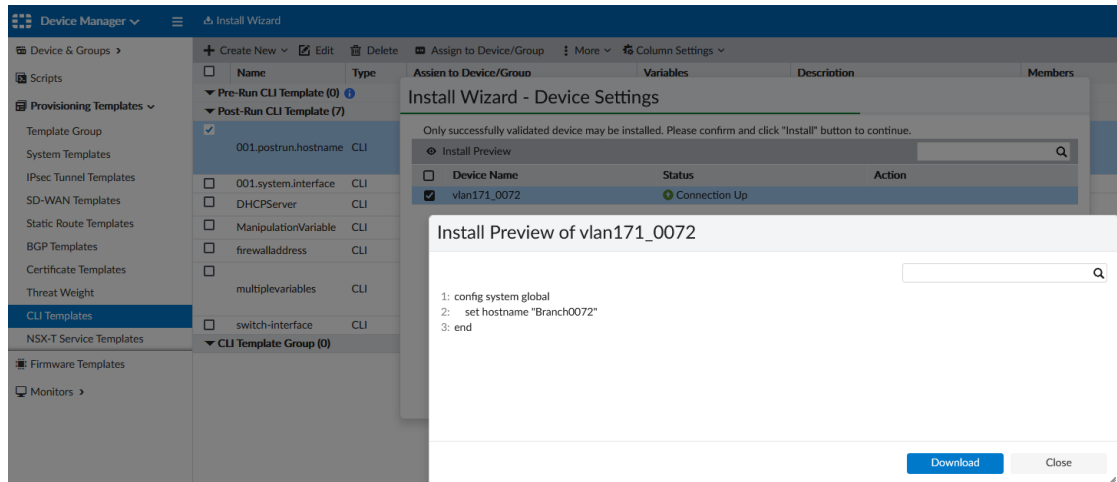 Device Manager
Install Wizard
Device & Groups
Scripts
Provisioning Templates
Template Group
System Templates
IPsec Tunnel Templates
SD-WAN Templates
Static Route Templates
BGP Templates
Certificate Templates
Threat Weight
CLI Templates
NSX-T Service Templates
Firmware Templates
Monitors
Create New Edit Delete Assign to Device/Group More Column Settings
Name Type Assign to Device/Group Variables Description Members
Pre-Run CLI Template (0)
Post-Run CLI Template (7)
001.postrun.hostname CLI
001.system.interface CLI
DHCPServer CLI
ManipulationVariable CLI
firewalladdress CLI
multiplevariables CLI
switch-interface CLI
CLI Template Group (0)
Install Wizard - Device Settings
Only successfully validated device may be installed. Please confirm and click "Install" button to continue.
Install Preview
Device Name Status Action
vlan171_0072 Connection Up
Install Preview of vlan171_0072
1: config system global
2: set hostname "Branch0072"
3: end
Download Close